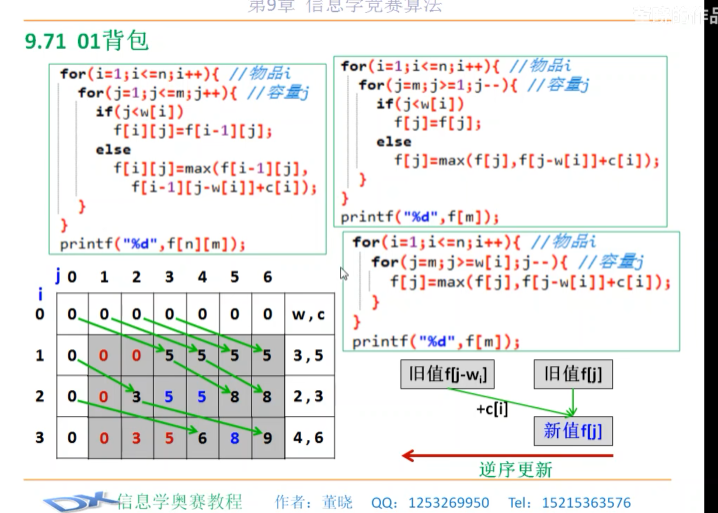 第9章 信息学竞赛算法
9.71 01背包
for(i=1;i<=n;i++){ //物品i
for(j=1;j<=m;j++){ //容量j
if(j<w[i])
f[i][j]=f[i-1][j];
else
f[i][j]=max(f[i-1][j],
f[i-1][j-w[i]]+c[i]);
}
}
printf("%d",f[n][m]);
for(i=1;i<=n;i++){ //物品i
for(j=m;j>=1;j--){ //容量j
if(j<w[i])
f[j]=f[j];
else
f[j]=max(f[j],f[j-w[i]]+c[i]);
}
}
printf("%d",f[m]);
for(i=1;i<=n;i++){ //物品i
for(j=m;j>=w[i];j--){ //容量j
f[j]=max(f[j],f[j-w[i]]+c[i]);
}
}
printf("%d",f[m]);
j 0 1 2 3 4 5 6
i
0 0 0 0 0 0 0 0 w,c
1 0 0 0 5 5 5 5 3,5
2 0 0 3 5 5 8 8 2,3
3 0 0 3 5 6 8 9 4,6
旧值f[j-wi] 旧值f[j]
+c[i]
新值f[j]
逆序更新
信息学奥赛教程 作者：董晓 QQ：1253269950 Tel：15215363576